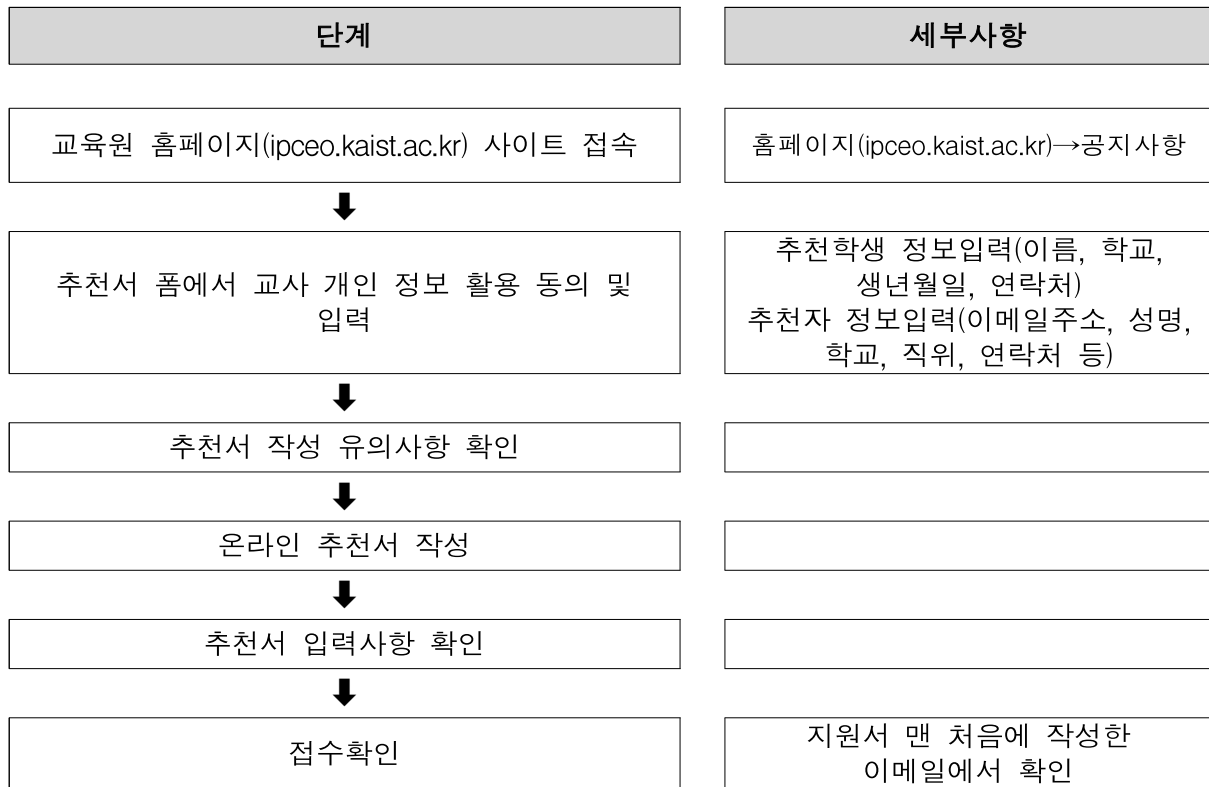 단계
세부사항
교육원 홈페이지(ipceo.kaist.ac.kr) 사이트 접속
홈페이지(ipceo.kaist.ac.kr)→공지사항
추천서 폼에서 교사 개인 정보 활용 동의 및
입력
추천학생 정보입력(이름, 학교,
생년월일, 연락처)
추천자 정보입력(이메일주소, 성명,
학교, 직위, 연락처 등)
추천서 작성 유의사항 확인
온라인 추천서 작성
추천서 입력사항 확인
접수확인
지원서 맨 처음에 작성한
이메일에서 확인